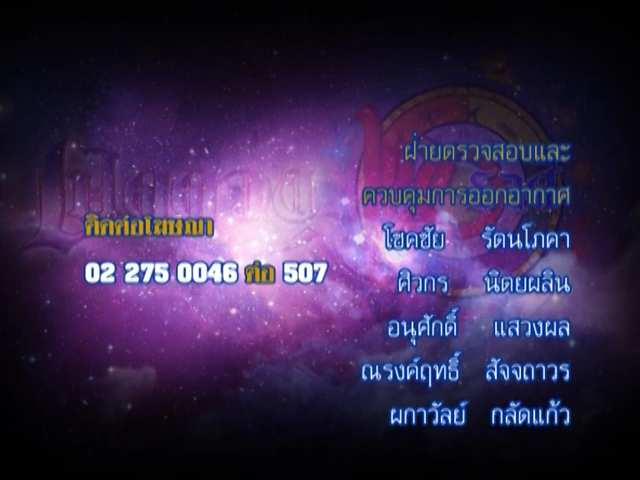 ติดต่อโฆษณา
02 275 0046 ต่อ 507
ฝ่ายตรวจสอบและ
ควบคุมการออกอากาศ
โชคชัย รัตนโภคา
ศิวกร นิตยผลิน
อนุศักดิ์ แสวงผล
ณรงค์ฤทธิ์ สัจจถาวร
ผกาวัลย์ กลัดแก้ว